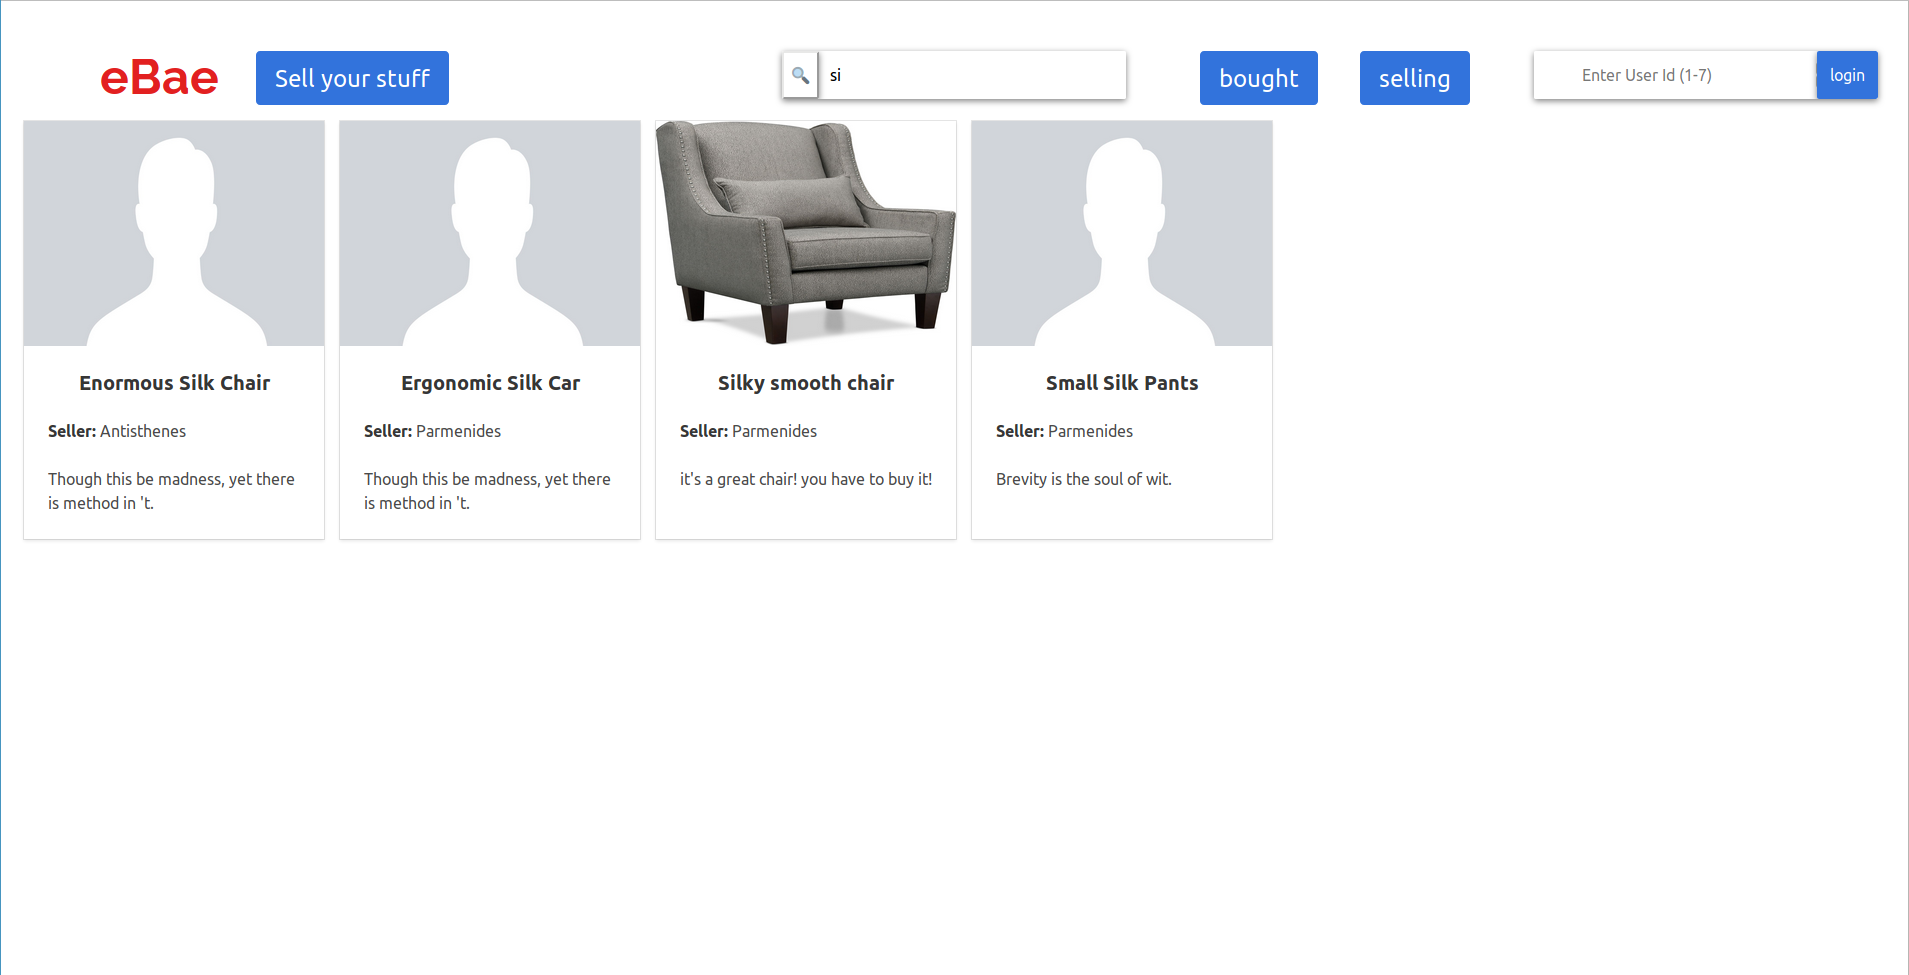 eBae
Sell your stuff
si
bought
selling
Enter User Id (1-7)
login
Enormous Silk Chair
Seller: Antisthenes
Though this be madness, yet there
is method in 't.
Ergonomic Silk Car
Seller: Parmenides
Though this be madness, yet there
is method in 't.
Silky smooth chair
Seller: Parmenides
it's a great chair! you have to buy it!
Small Silk Pants
Seller: Parmenides
Brevity is the soul of wit.